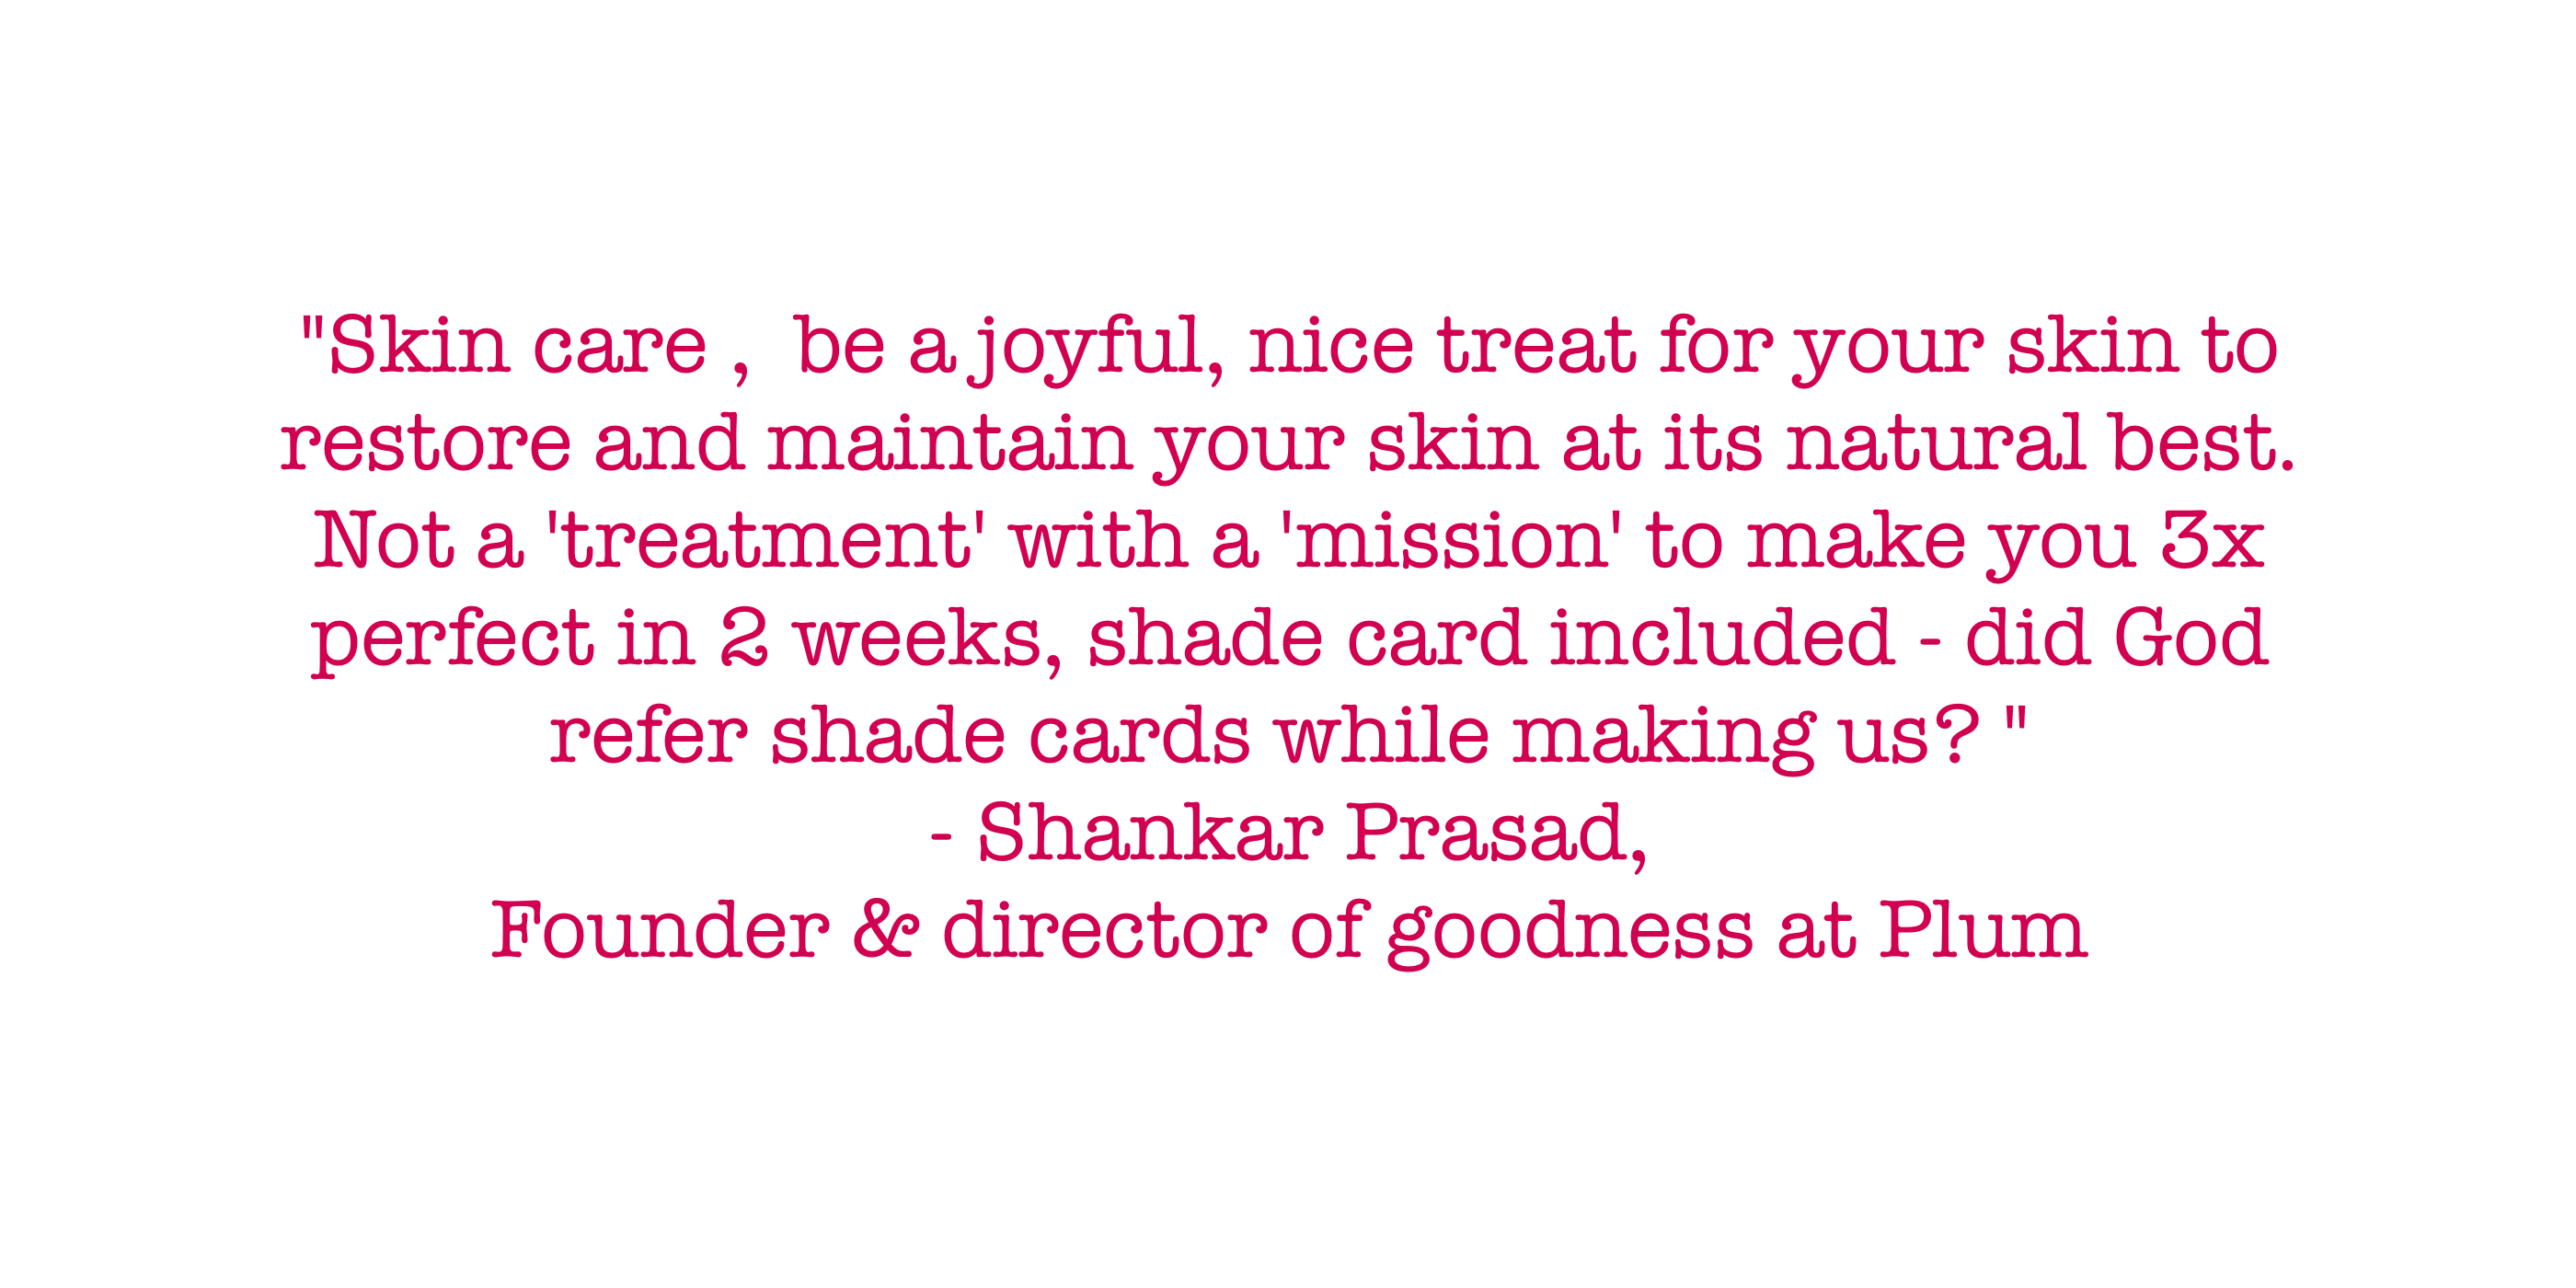 "Skin care ,  be a joyful, nice treat for your skin to
restore and maintain your skin at its natural best.
Not a 'treatment' with a 'mission' to make you 3x
perfect in 2 weeks, shade card included - did God
refer shade cards while making us? "
- Shankar Prasad,
Founder & director of goodness at Plum